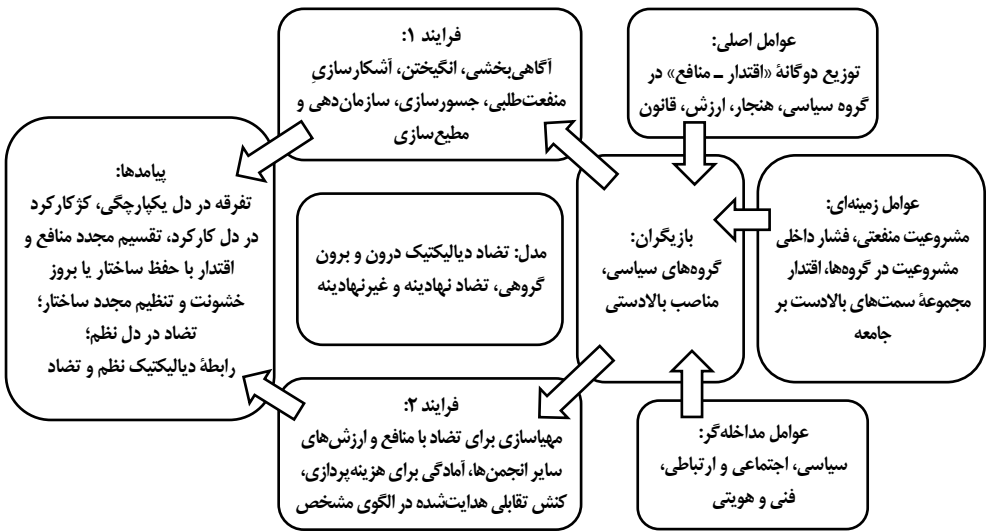 عوامل اصلی:
توزیع دوگانهٔ «اقتدار ـ منافع» در
گروه سیاسی، هنجار، ارزش، قانون
عوامل زمینه‌ای:
مشروعیت منفعتی، فشار داخلی
مشروعیت در گروه‌ها، اقتدار
مجموعهٔ سمت‌های بالادست بر
جامعه
عوامل مداخله‌گر:
سیاسی، اجتماعی و ارتباطی،
فنی و هویتی
بازیگران:
گروه‌های سیاسی،
مناصب بالادستی
فرایند ۱:
آگاهی‌بخشی، انگیختن، آشکارسازیِ
منفعت‌طلبی، جسورسازی، سازمان‌دهی و
مطیع‌سازی
مدل: تضاد دیالکتیک درون و برون
گروهی، تضاد نهادینه و غیرنهادینه
فرایند ۲:
مهیاسازی برای تضاد با منافع و ارزش‌های
سایر انجمن‌ها، آمادگی برای هزینه‌پردازی،
کنش تقابلی هدایت‌شده در الگوی مشخص
پیامدها:
تفرقه در دل یکپارچگی، کژکارکرد
در دل کارکرد، تقسیم مجدد منافع و
اقتدار با حفظ ساختار یا بروز
خشونت و تنظیم مجدد ساختار؛
تضاد در دل نظم؛
رابطهٔ دیالکتیک نظم و تضاد